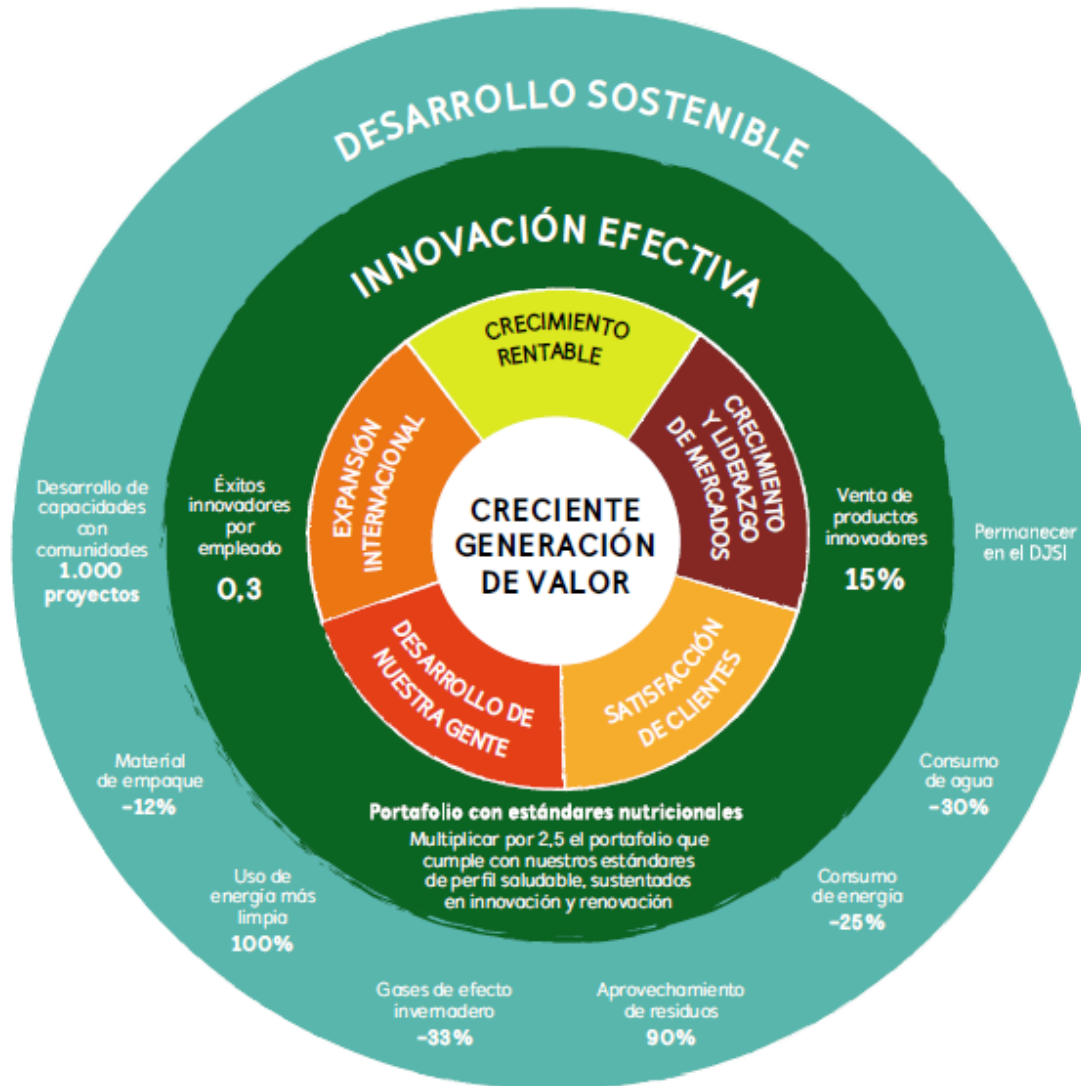 DESARROLLO SOSTENIBLE
INNOVACIÓN EFECTIVA
CRECIMIENTO
RENTABLE
EXPANSIÓN
INTERNACIONAL
CRECIMIENTO
Y LIDERAZGO
DE MERCADOS
CRECIENTE
GENERACIÓN
DE VALOR
DESARROLLO DE
NUESTRA GENTE
SATISFACCIÓN
DE CLIENTES
Desarrollo de
capacidades
con
comunidades
1.000
proyectos
Éxitos
innovadores
por
empleado
0,3
Venta de
productos
innovadores
15%
Permanecer
en el DJSI
Portafolio con estándares nutricionales
Multiplicar por 2,5 el portafolio que
cumple con nuestros estándares
de perfil saludable, sustentados
en innovación y renovación
Material
de empaque
-12%
Consumo
de agua
-30%
Uso de
energía más
limpia
100%
Consumo
de energía
-25%
Gases de efecto
invernadero
-33%
Aprovechamiento
de residuos
90%